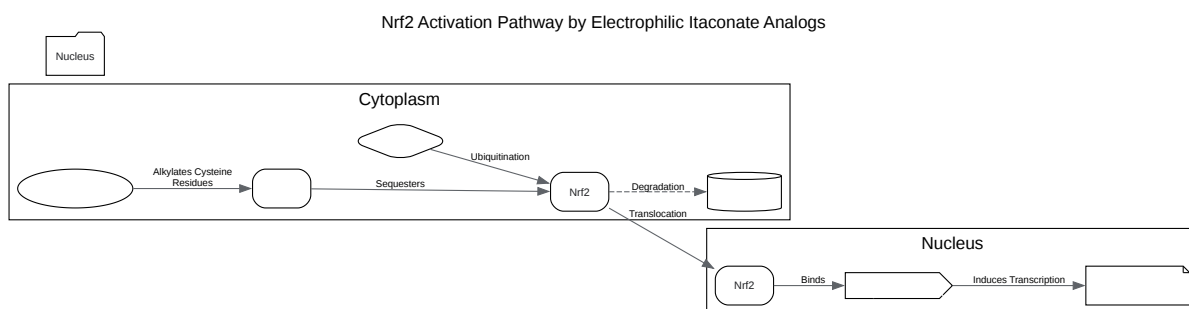 Nrf2 Activation Pathway by Electrophilic Itaconate Analogs
Nucleus
Cytoplasm
Ubiquitination
Alkylates Cysteine
Residues
Sequesters
Nrf2
Degradation
Translocation
Nucleus
Nrf2
Binds
Induces Transcription